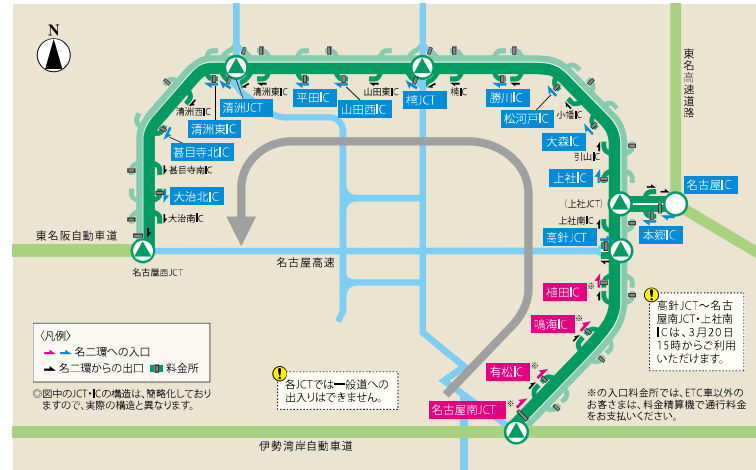 N
東名高速道路
清洲西IC
清洲JCT
清洲東IC
清洲東IC
平田IC
山田西IC
山田東IC
楠JCT
楠IC
勝川IC
松河戸IC
小幡IC
大森IC
引山IC
甚目寺北IC
甚目寺南IC
大治北IC
大治南IC
上社IC
名古屋IC
(上社JCT)
上社南IC
本郷IC
高針JCT
東名阪自動車道
名古屋西JCT
名古屋高速
植田IC
※
鳴海IC
※
有松IC
※
名古屋南JCT
※
高針JCT〜名古
屋南JCT・上社南
ICは、3月20日
15時からご利用
いただけます。
〈凡例〉
名二環への入口
名二環からの出口
料金所
◎図中のJCT・ICの構造は、簡略化しており
ますので、実際の構造と異なります。
各JCTでは一般道への
出入りはできません。
※の入口料金所では、ETC車以外の
お客さまは、料金精算機で通行料金
をお支払いください。
伊勢湾岸自動車道